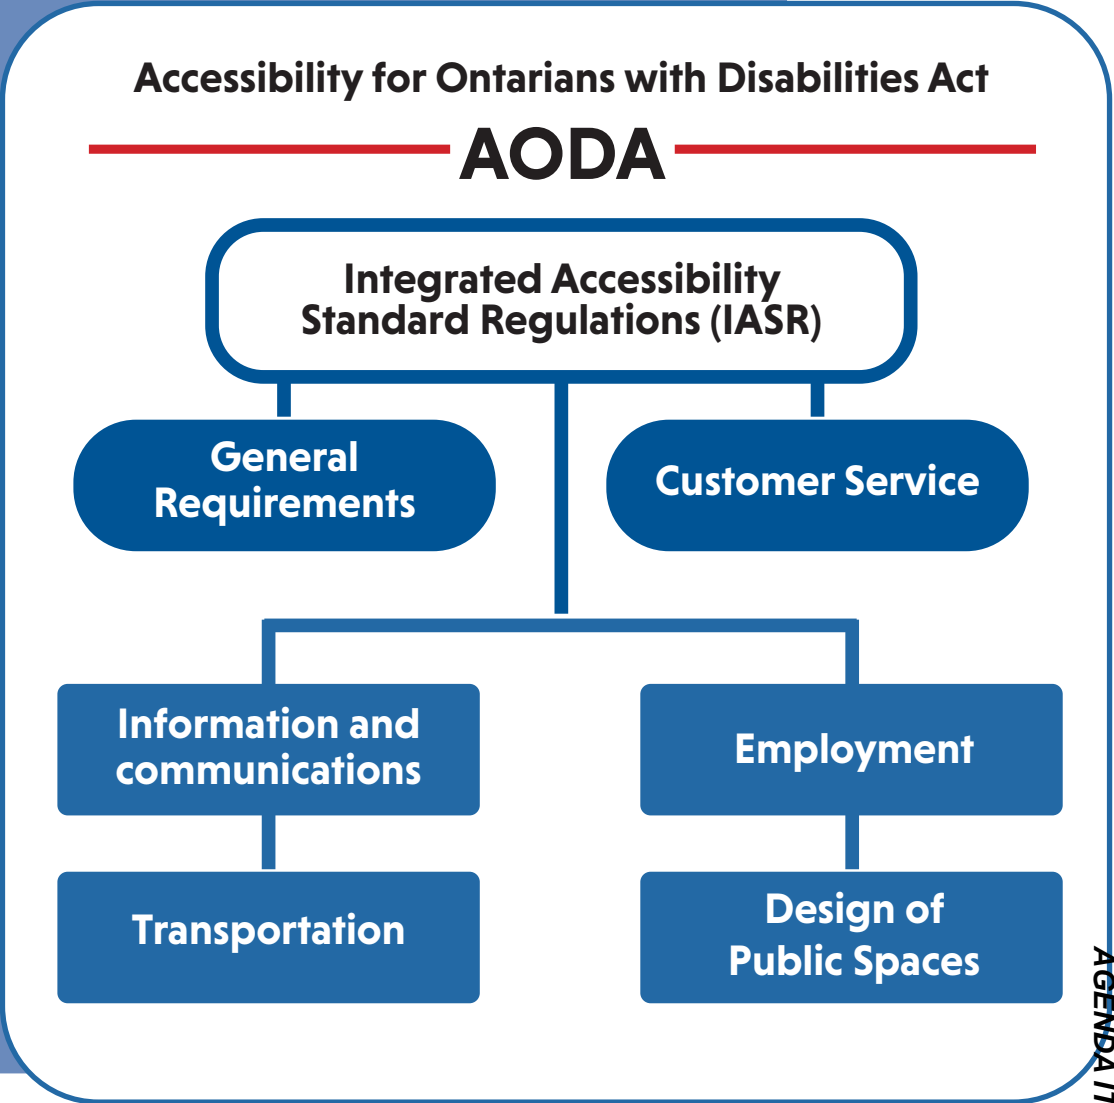 Accessibility for Ontarians with Disabilities Act
AODA
Integrated Accessibility
Standard Regulations (IASR)
General
Requirements
Customer Service
Information and
communications
Employment
Transportation
Design of
Public Spaces
AGENDA